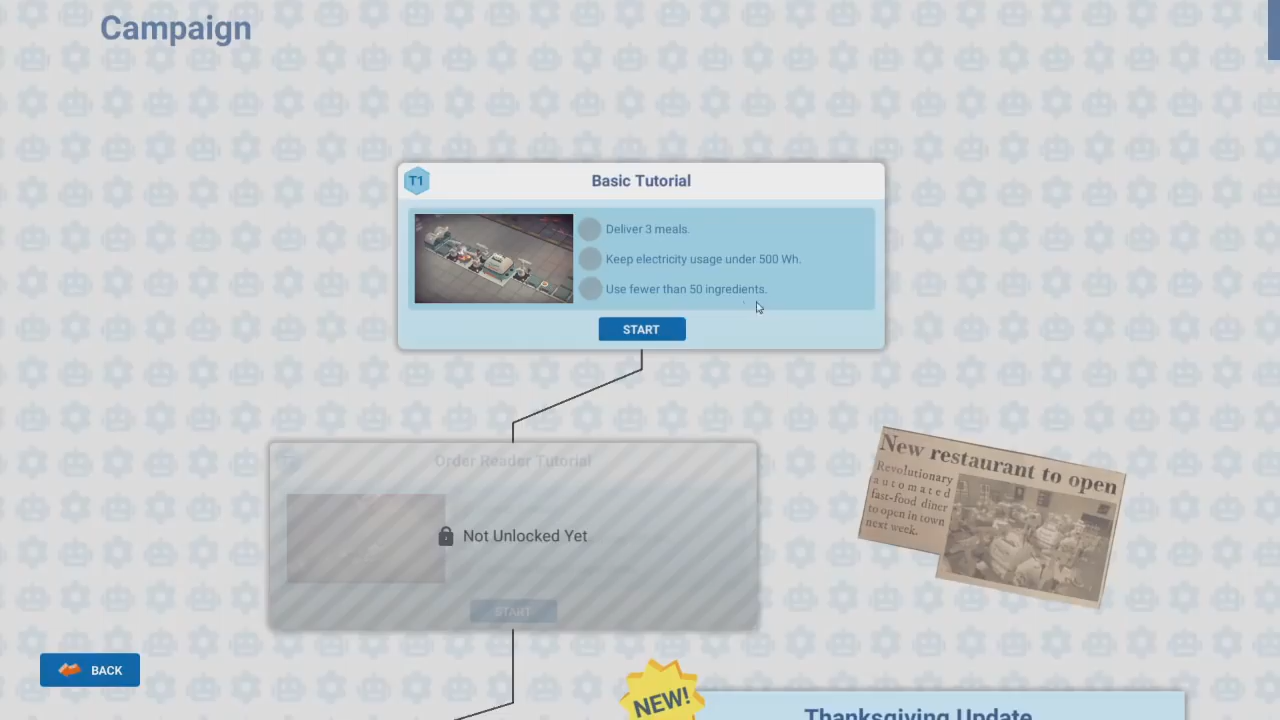 Campaign
T1
Basic Tutorial
Deliver 3 meals.
Keep electricity usage under 500 Wh.
Use fewer than 50 ingredients.
START
Order Reader Tutorial
Not Unlocked Yet
START
New restaurant to open
Revolutionary
automated
fast-food diner
to open in town
next week.
BACK
NEW!
Thanksgiving Update